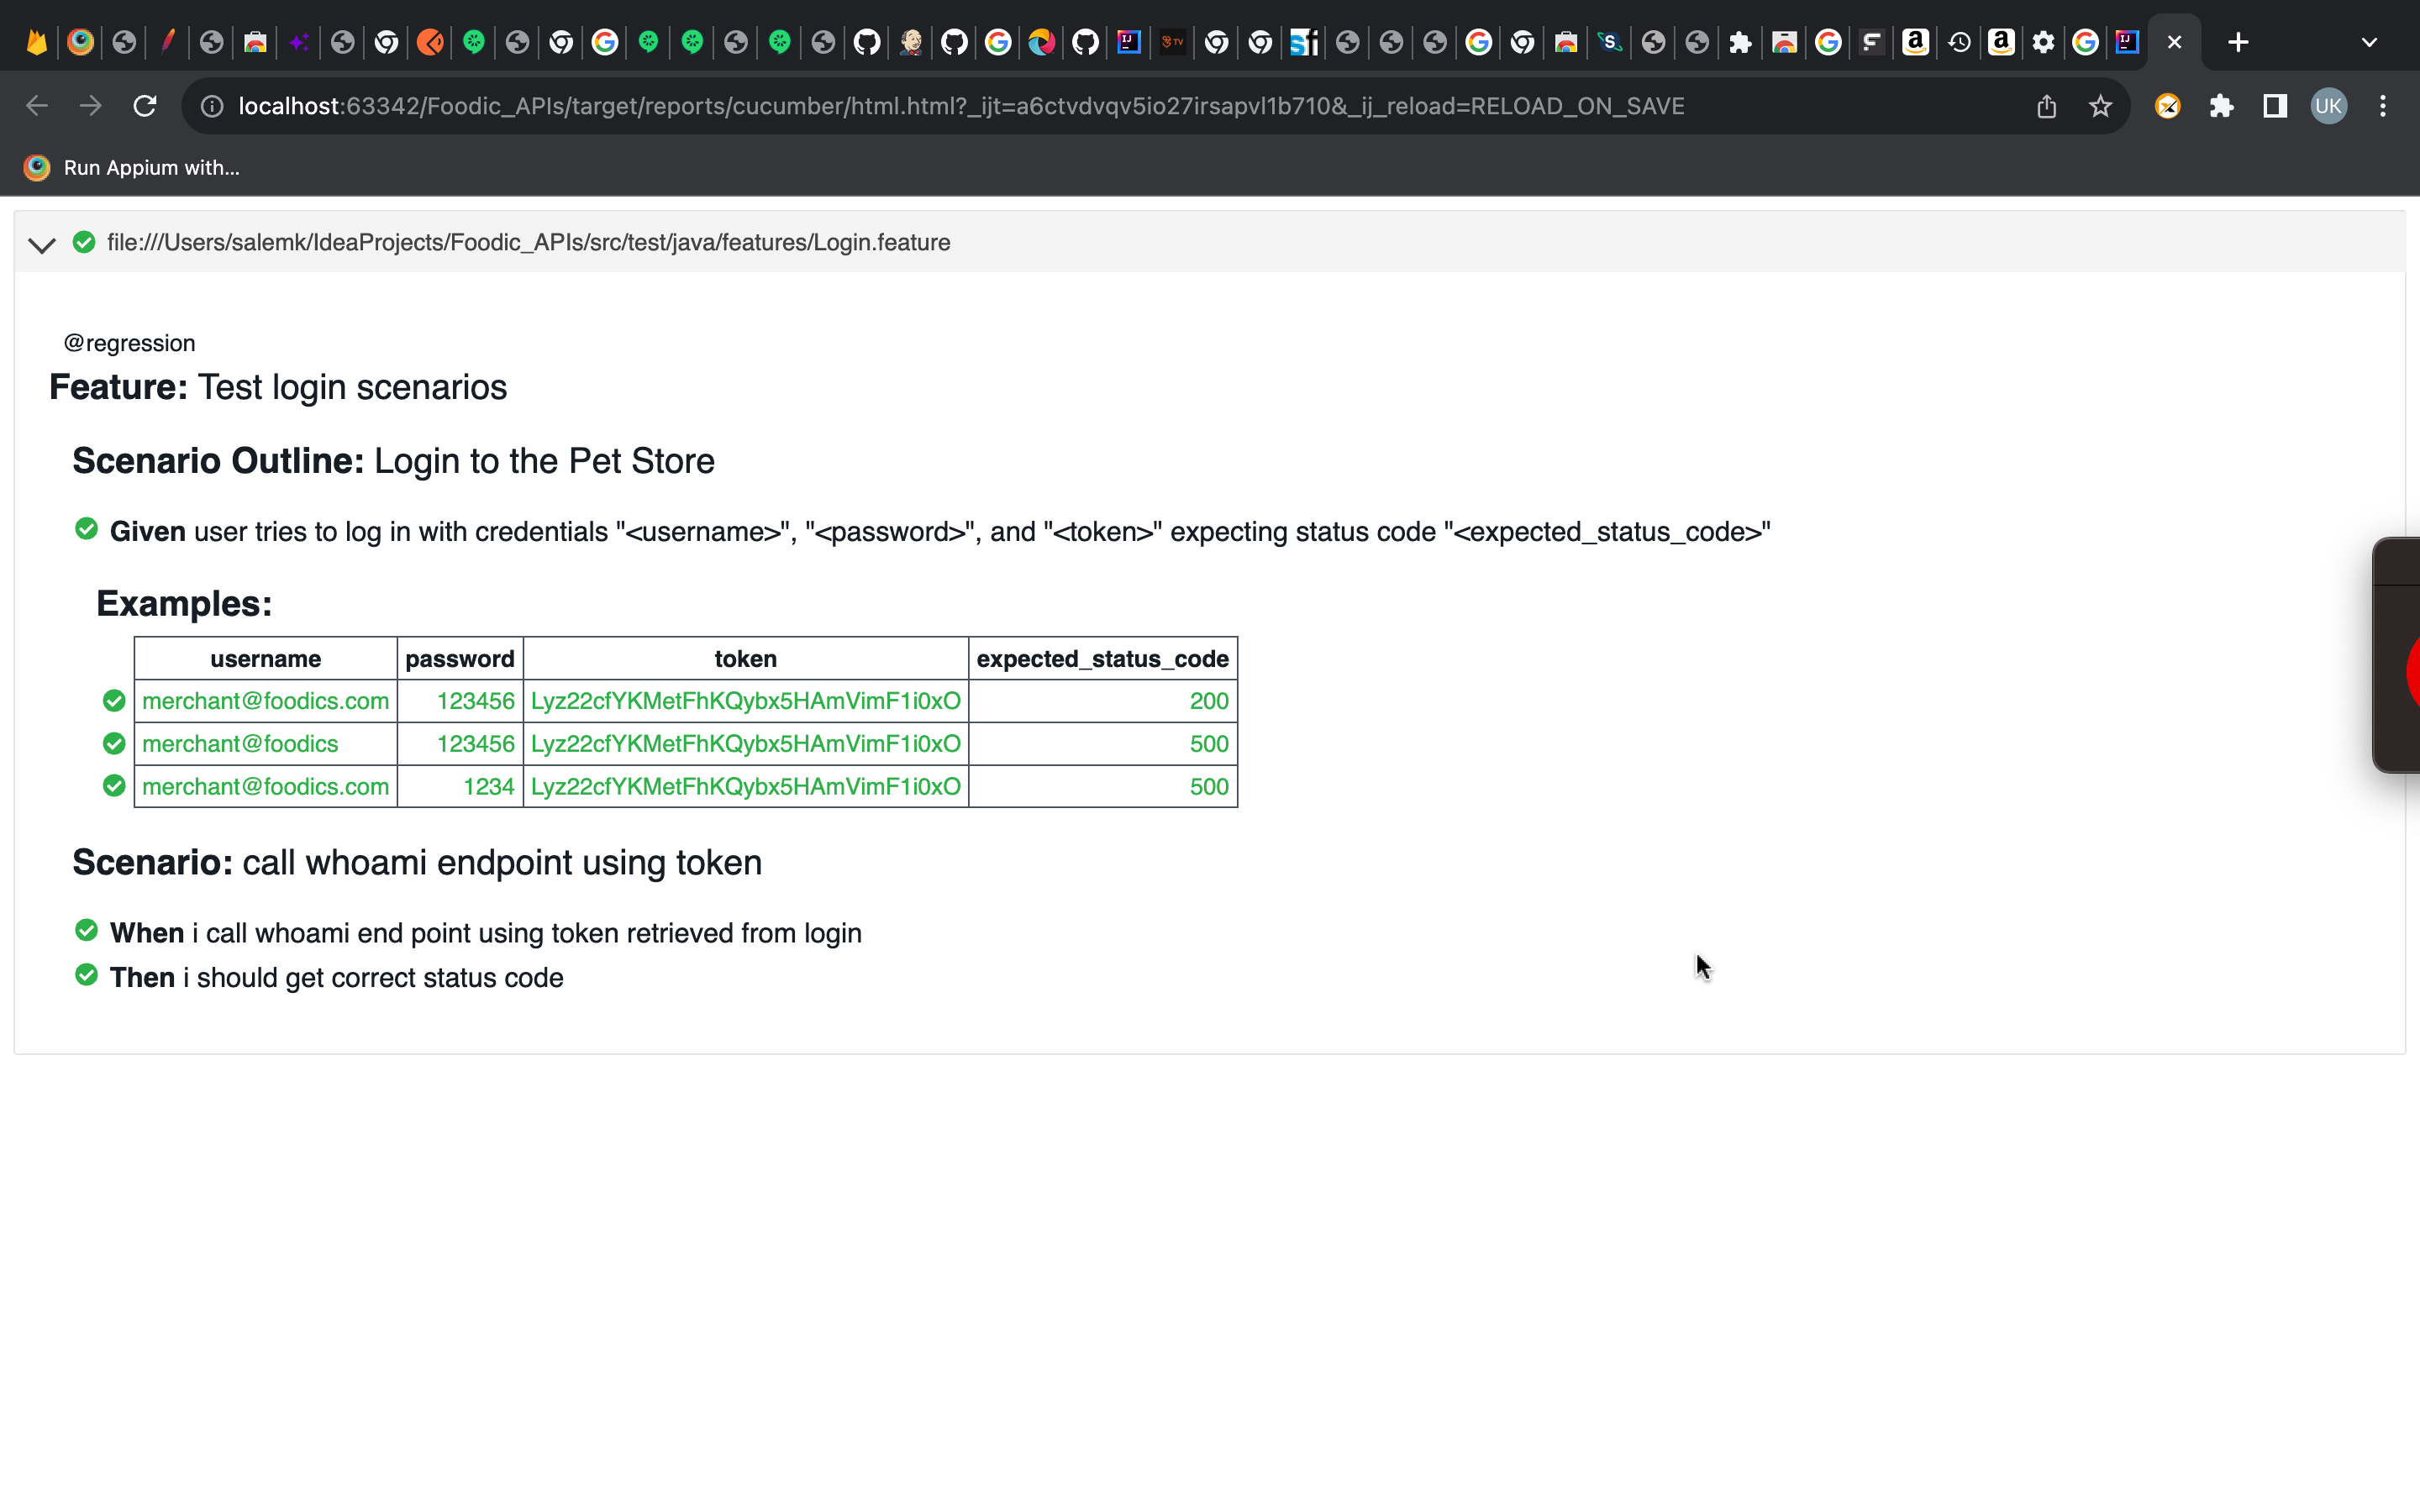 localhost:63342/Foodic_APIs/target/reports/cucumber/html.html?_ijt=a6ctvdvqv5io27irsapvl1b710&_ij_reload=RELOAD_ON_SAVE
UK
Run Appium with...
file:///Users/salemk/IdeaProjects/Foodic_APIs/src/test/java/features/Login.feature
@regression
Feature: Test login scenarios
Scenario Outline: Login to the Pet Store
Given user tries to log in with credentials "<username>", "<password>", and "<token>" expecting status code "<expected_status_code>"
Examples:
username password token expected_status_code
merchant@foodics.com 123456 Lyz22cfYKMetFhKQybx5HAmVimF1i0xO 200
merchant@foodics 123456 Lyz22cfYKMetFhKQybx5HAmVimF1i0xO 500
merchant@foodics.com 1234 Lyz22cfYKMetFhKQybx5HAmVimF1i0xO 500
Scenario: call whoami endpoint using token
When i call whoami end point using token retrieved from login
Then i should get correct status code